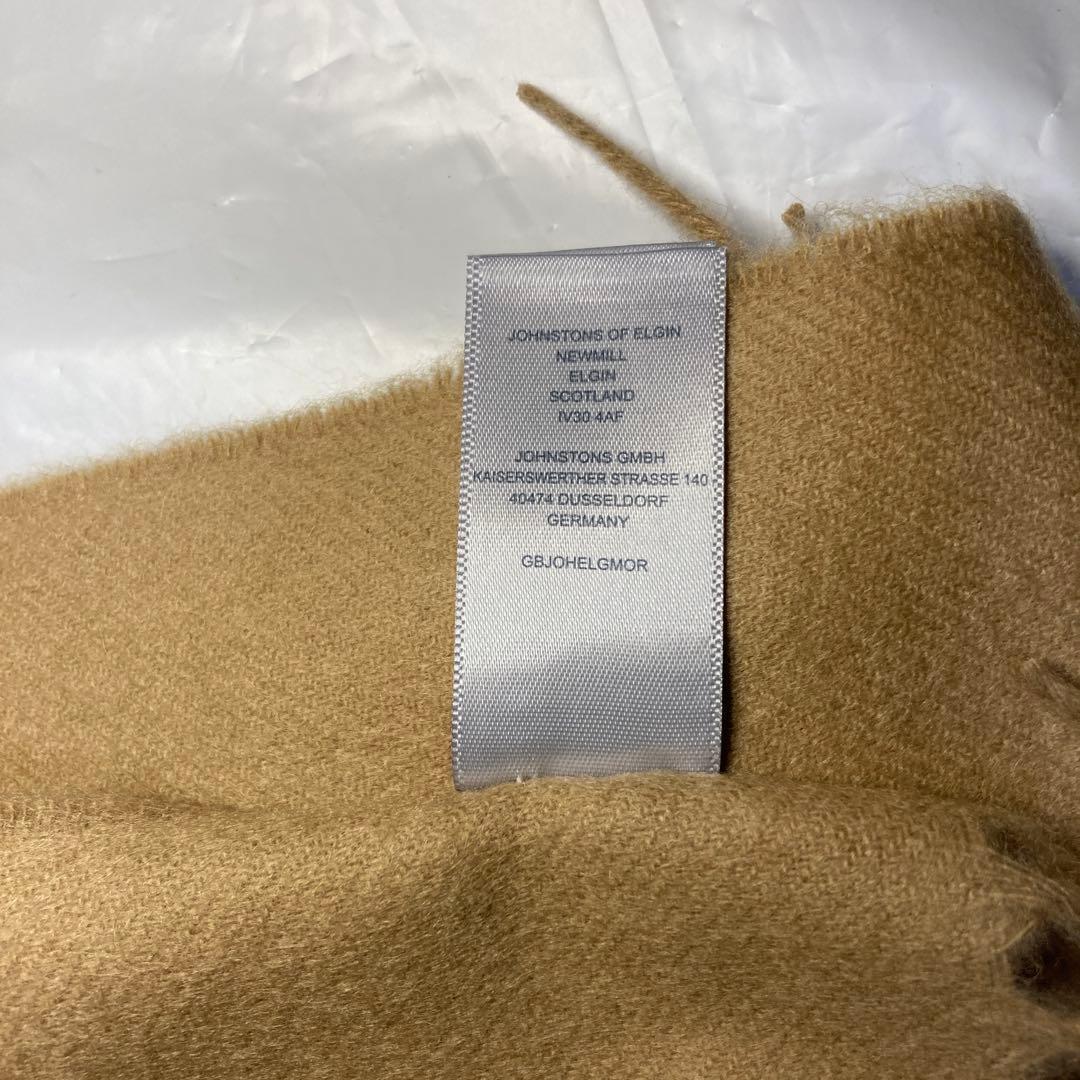 JOHNSTONS OF ELGIN
NEWMILL
ELGIN
SCOTLAND
IV30 4AF
JOHNSTONS GMBH
KAISERSWERTHER STRASSE 140
40474 DUSSELDORF
GERMANY
GBJOHELGMOR